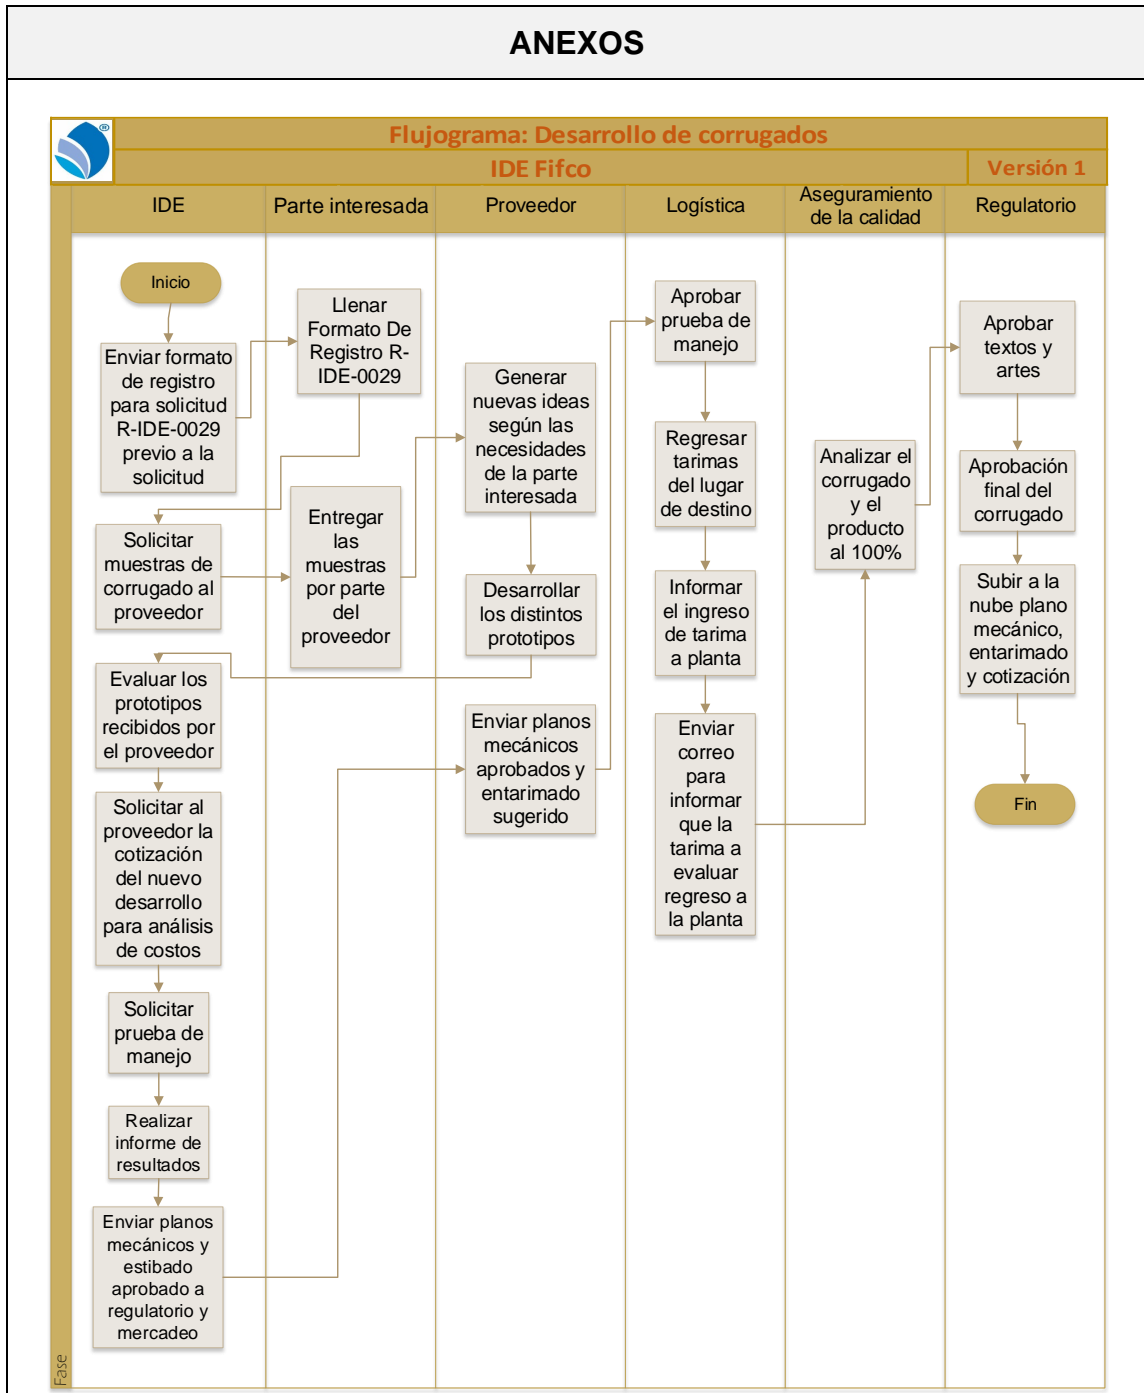 ANEXOS
®
Flujograma: Desarrollo de corrugados
IDE Fifco
Versión 1
IDE
Parte interesada
Proveedor
Logística
Aseguramiento
de la calidad
Regulatorio
Inicio
Enviar formato
de registro
para solicitud
R-IDE-0029
previo a la
solicitud
Solicitar
muestras de
corrugado al
proveedor
Evaluar los
prototipos
recibidos por
el proveedor
Solicitar al
proveedor la
cotización
del nuevo
desarrollo
para análisis
de costos
Solicitar
prueba de
manejo
Realizar
informe de
resultados
Enviar planos
mecánicos y
estibado
aprobado a
regulatorio y
mercadeo
Llenar
Formato De
Registro R-
IDE-0029
Entregar
las
muestras
por parte
del
proveedor
Generar
nuevas ideas
según las
necesidades
de la parte
interesada
Desarrollar
los distintos
prototipos
Enviar planos
mecánicos
aprobados y
entarimado
sugerido
Aprobar
prueba de
manejo
Regresar
tarimas
del lugar
de destino
Informar
el ingreso
de tarima
a planta
Enviar
correo
para
informar
que la
tarima a
evaluar
regreso a
la planta
Analizar el
corrugado
y el
producto
al 100%
Aprobar
textos y
artes
Aprobación
final del
corrugado
Subir a la
nube plano
mecánico,
entarimado
y cotización
Fin
Fase